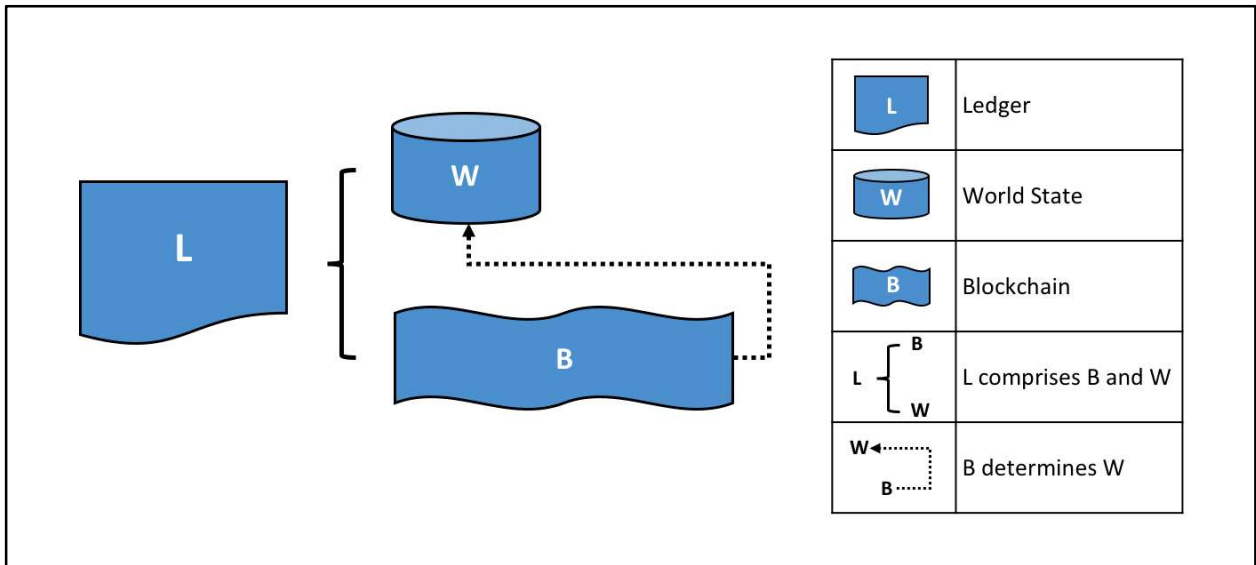 L
W
B
L Ledger
W World State
B Blockchain
B
L
W
L comprises B and W
W
B
B determines W